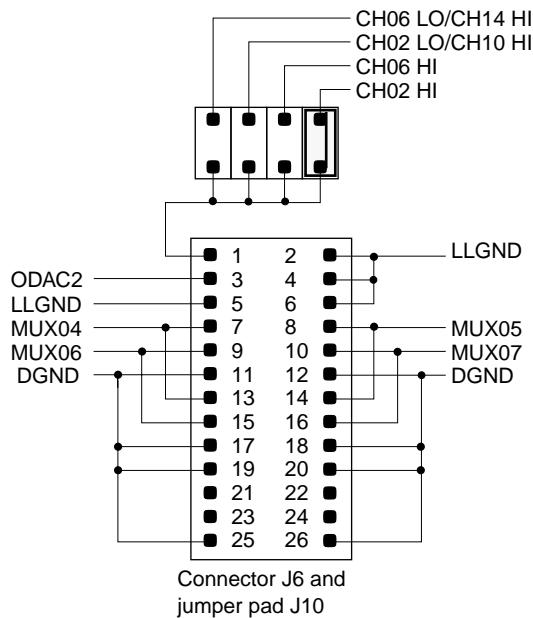 CH06 LO/CH14 HI
CH02 LO/CH10 HI
CH06 HI
CH02 HI
1 2 LLGND
ODAC2 3 4
LLGND 5 6
MUX04 7 8 MUX05
MUX06 9 10 MUX07
DGND 11 12 DGND
13 14
15 16
17 18
19 20
21 22
23 24
25 26
Connector J6 and
jumper pad J10